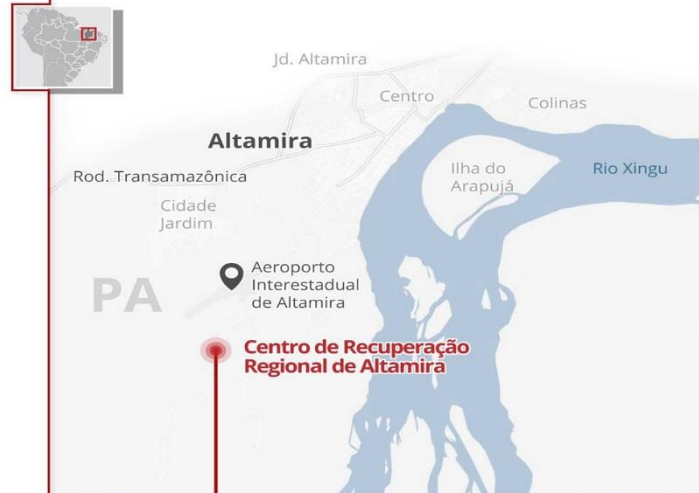 Jd. Altamira
Centro
Colinas
Altamira
Ilha do
Arapujá
Rio Xingu
Rod. Transamazônica
Cidade
Jardim
Aeroporto
Interestadual
de Altamira
PA
Centro de Recuperação
Regional de Altamira